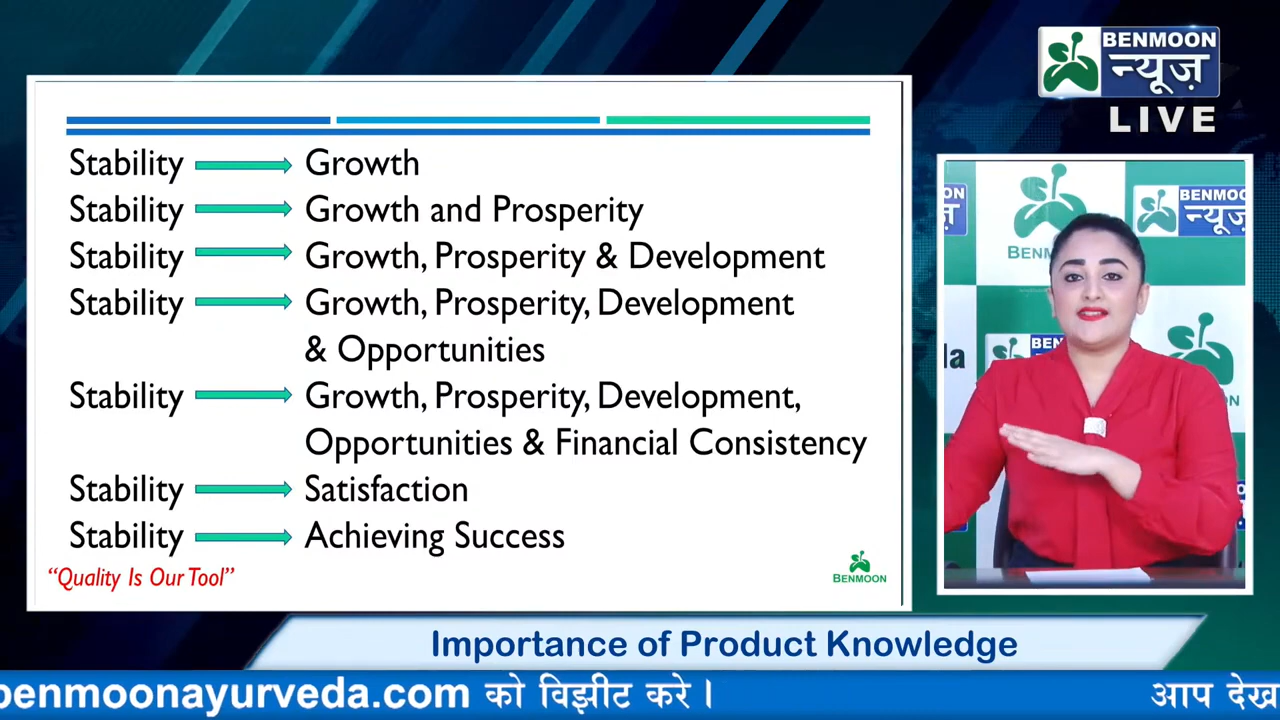 BENMOON
न्यूज़
LIVE
Stability Growth
Stability Growth and Prosperity
Stability Growth, Prosperity & Development
Stability Growth, Prosperity, Development
& Opportunities
Stability Growth, Prosperity, Development,
Opportunities & Financial Consistency
Stability Satisfaction
Stability Achieving Success
“Quality Is Our Tool”
BENMOON
न्यूज़
BENMOON
Importance of Product Knowledge
benmoonayurveda.com को विझीट करे । आप देख